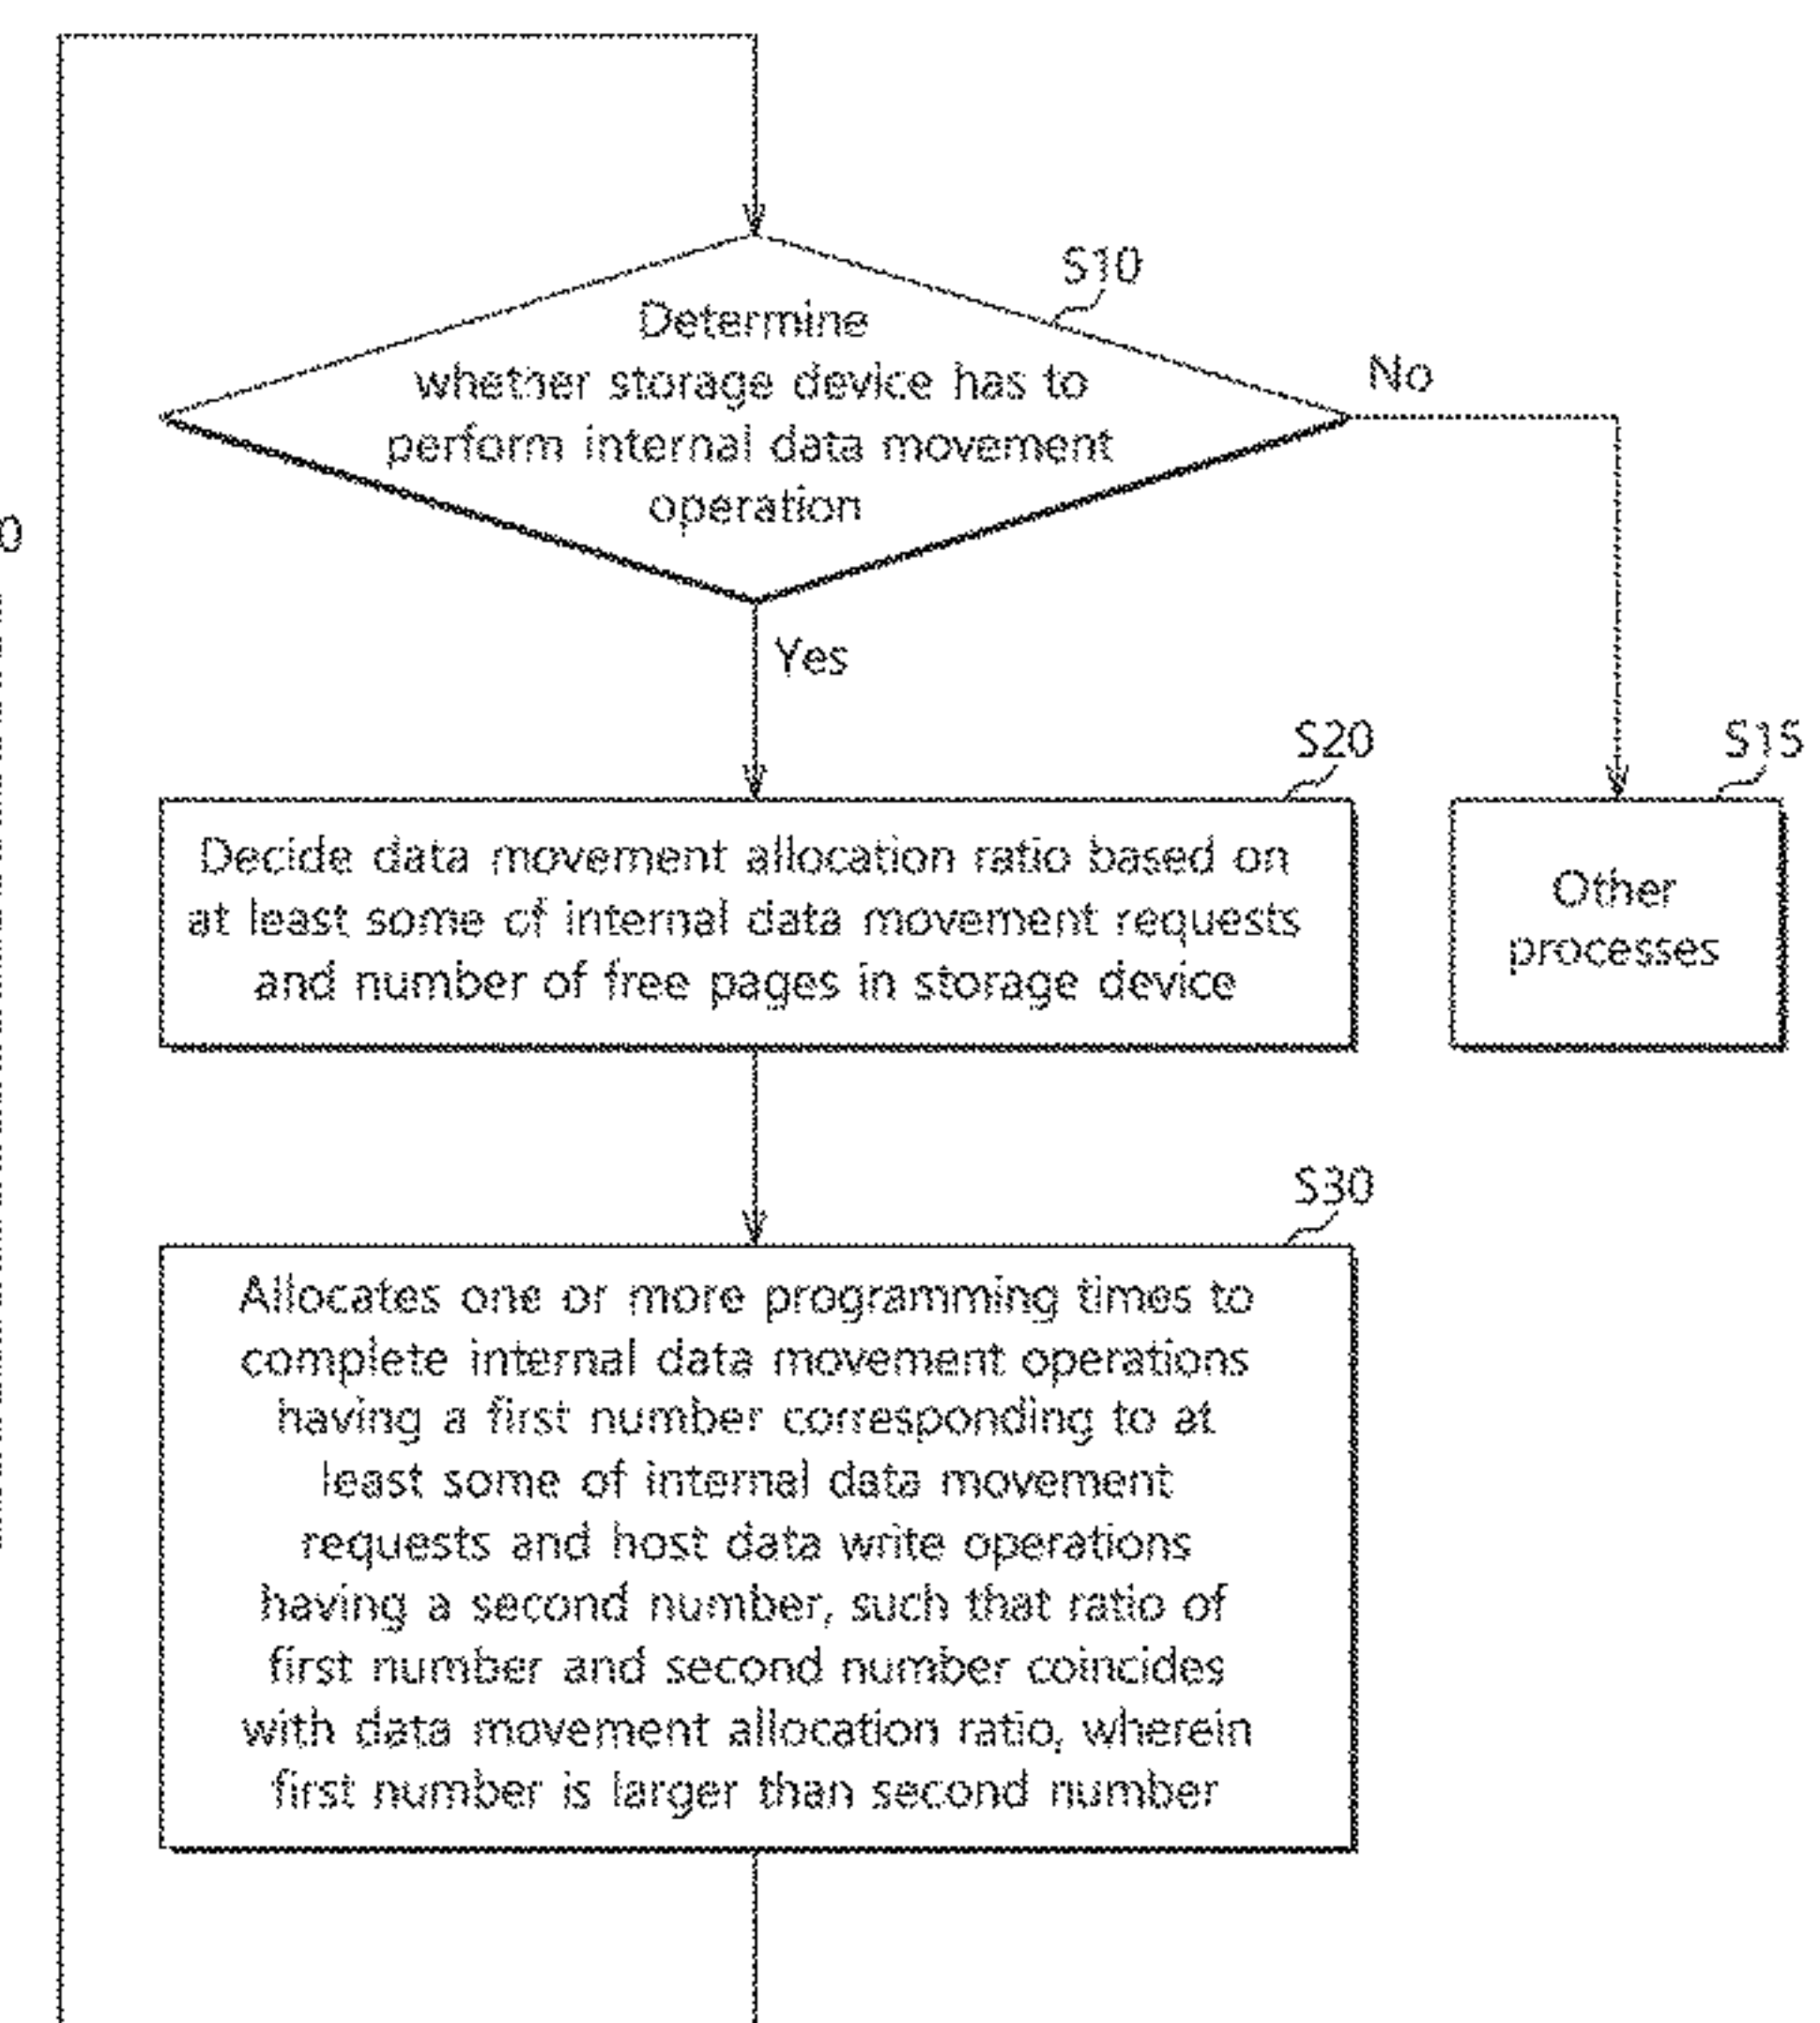 S10
Determine
whether storage device has to
perform internal data movement
operation
No
Yes
S20
Decide data movement allocation ratio based on
at least some of internal data movement requests
and number of free pages in storage device
S15
Other
processes
S30
Allocates one or more programming times to
complete internal data movement operations
having a first number corresponding to at
least some of internal data movement
requests and host data write operations
having a second number, such that ratio of
first number and second number coincides
with data movement allocation ratio, wherein
first number is larger than second number